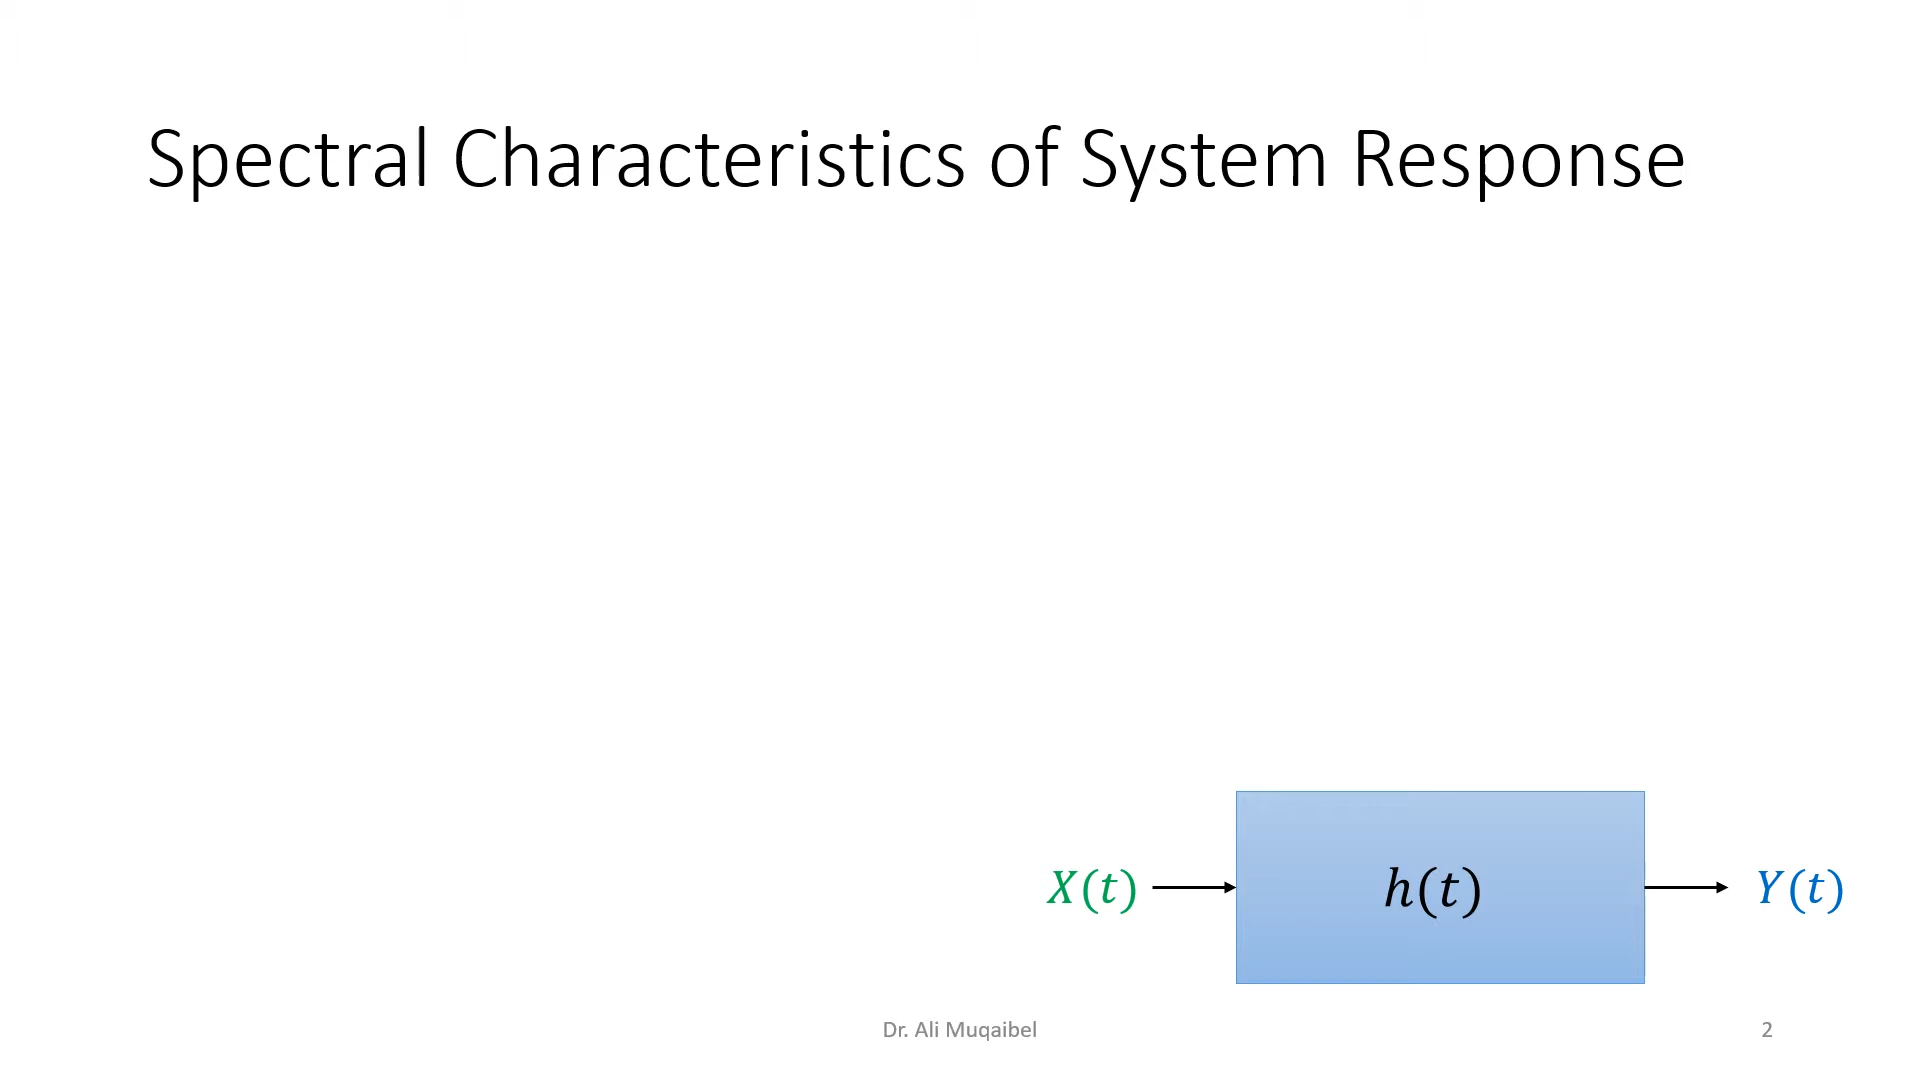 Spectral Characteristics of System Response
X(t) h(t) Y(t)
Dr. Ali Muqaibel 2